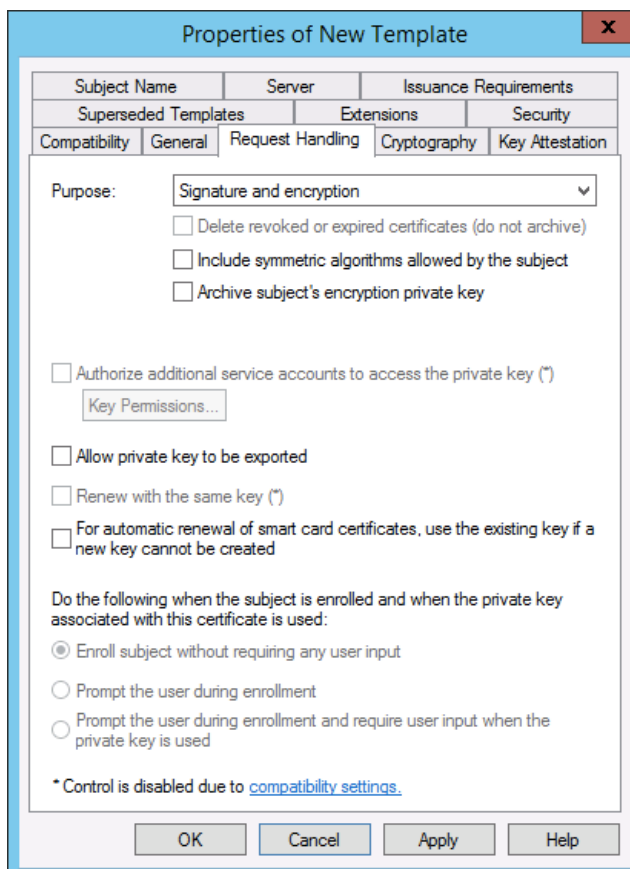 Properties of New Template
x
Subject Name
Server
Issuance Requirements
Superseded Templates
Extensions
Security
Compatibility
General
Request Handling
Cryptography
Key Attestation
Purpose:
Signature and encryption
Delete revoked or expired certificates (do not archive)
Include symmetric algorithms allowed by the subject
Archive subject's encryption private key
Authorize additional service accounts to access the private key (*)
Key Permissions...
Allow private key to be exported
Renew with the same key (*)
For automatic renewal of smart card certificates, use the existing key if a
new key cannot be created
Do the following when the subject is enrolled and when the private key
associated with this certificate is used:
Enroll subject without requiring any user input
Prompt the user during enrollment
Prompt the user during enrollment and require user input when the
private key is used
* Control is disabled due to compatibility settings.
OK
Cancel
Apply
Help